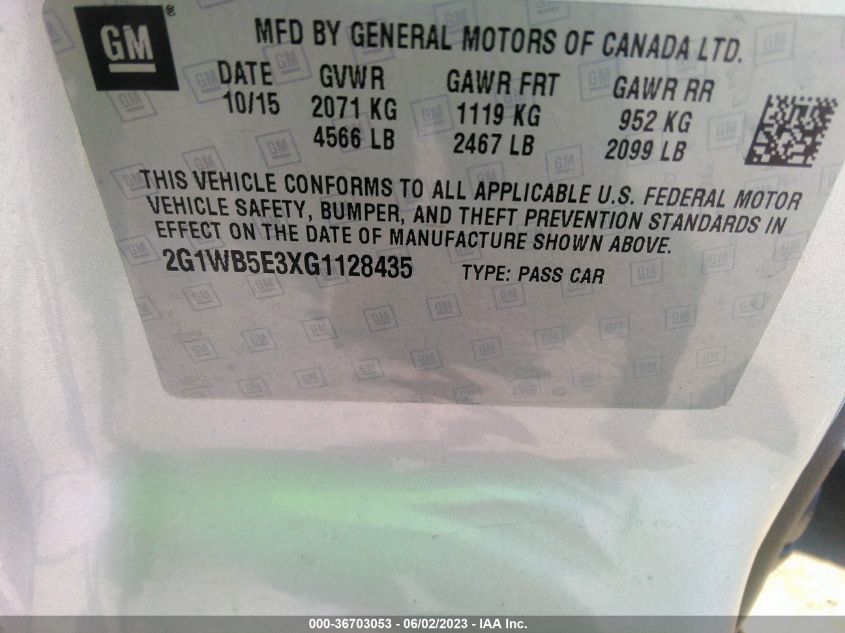 GM ®
MFD BY GENERAL MOTORS OF CANADA LTD.
DATE GVWR GAWR FRT GAWR RR
10/15 2071 KG 1119 KG 952 KG
4566 LB 2467 LB 2099 LB
THIS VEHICLE CONFORMS TO ALL APPLICABLE U.S. FEDERAL MOTOR
VEHICLE SAFETY, BUMPER, AND THEFT PREVENTION STANDARDS IN
EFFECT ON THE DATE OF MANUFACTURE SHOWN ABOVE.
2G1WB5E3XG1128435 TYPE: PASS CAR
000-36703053 - 06/02/2023 - IAA Inc.